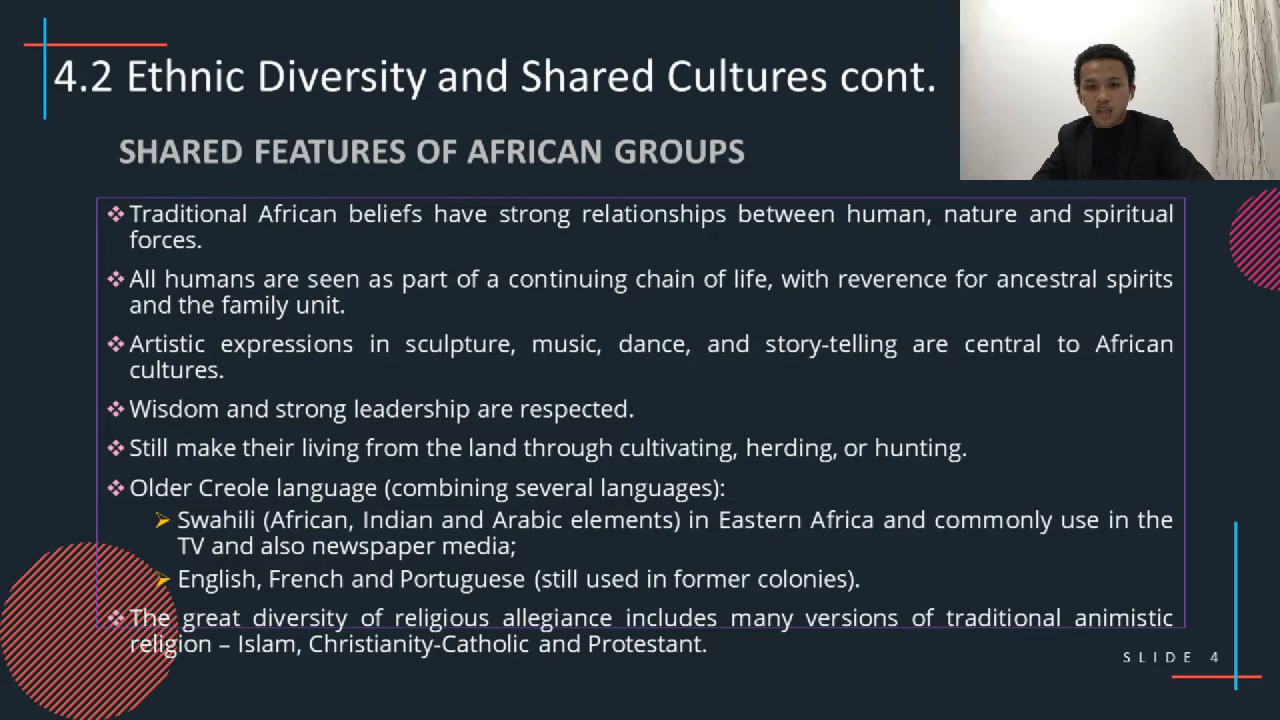 4.2 Ethnic Diversity and Shared Cultures cont.
SHARED FEATURES OF AFRICAN GROUPS
Traditional African beliefs have strong relationships between human, nature and spiritual
forces.
All humans are seen as part of a continuing chain of life, with reverence for ancestral spirits
and the family unit.
Artistic expressions in sculpture, music, dance, and story-telling are central to African
cultures.
Wisdom and strong leadership are respected.
Still make their living from the land through cultivating, herding, or hunting.
Older Creole language (combining several languages):
Swahili (African, Indian and Arabic elements) in Eastern Africa and commonly use in the
TV and also newspaper media;
English, French and Portuguese (still used in former colonies).
The great diversity of religious allegiance includes many versions of traditional animistic
religion – Islam, Christianity-Catholic and Protestant.
SLIDE 4